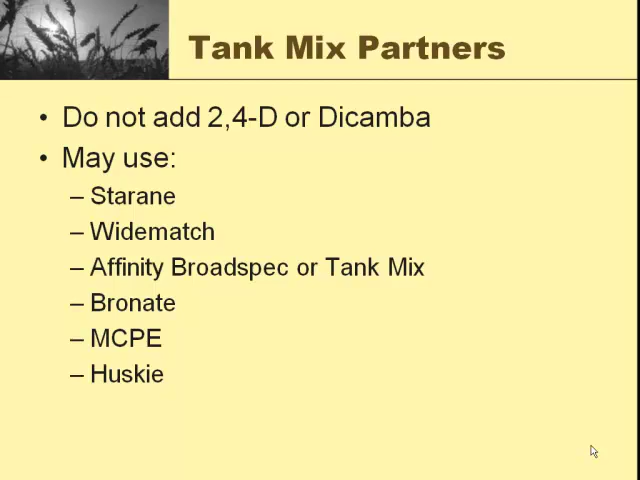 Tank Mix Partners
• Do not add 2,4-D or Dicamba
• May use:
– Starane
– Widematch
– Affinity Broadspec or Tank Mix
– Bronate
– MCPE
– Huskie